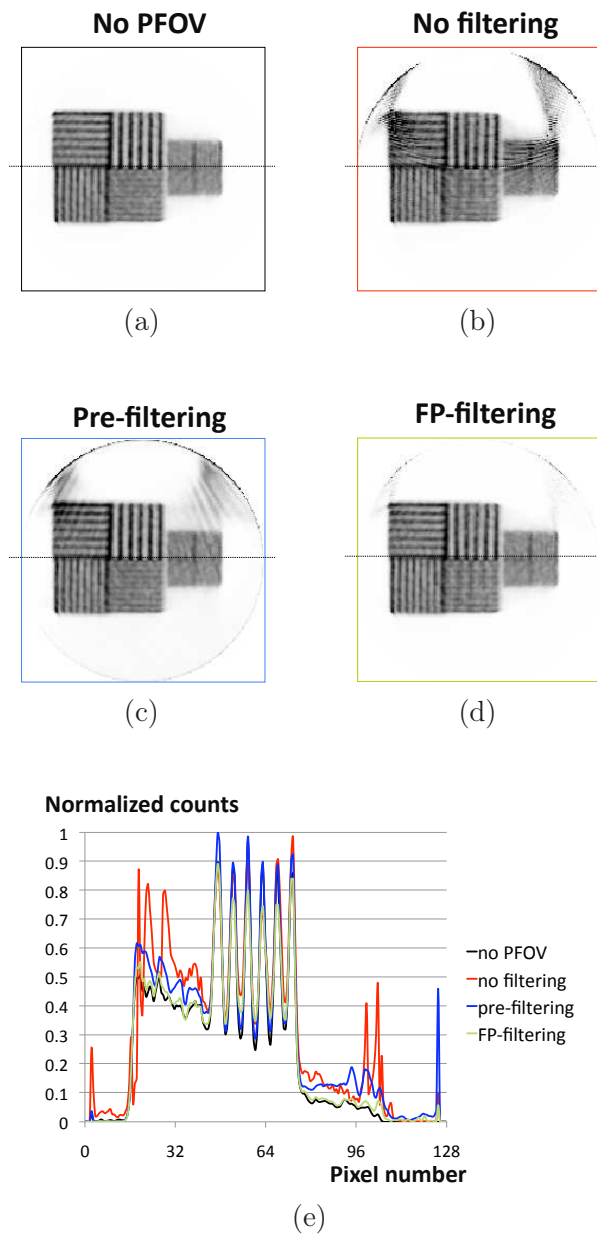 No PFOV
No filtering
(a)
(b)
Pre-filtering
FP-filtering
(c)
(d)
Normalized counts
1
0.9
0.8
0.7
0.6
0.5
0.4
0.3
0.2
0.1
0
0 32 64 96 128
Pixel number
no PFOV
no filtering
pre-filtering
FP-filtering
(e)